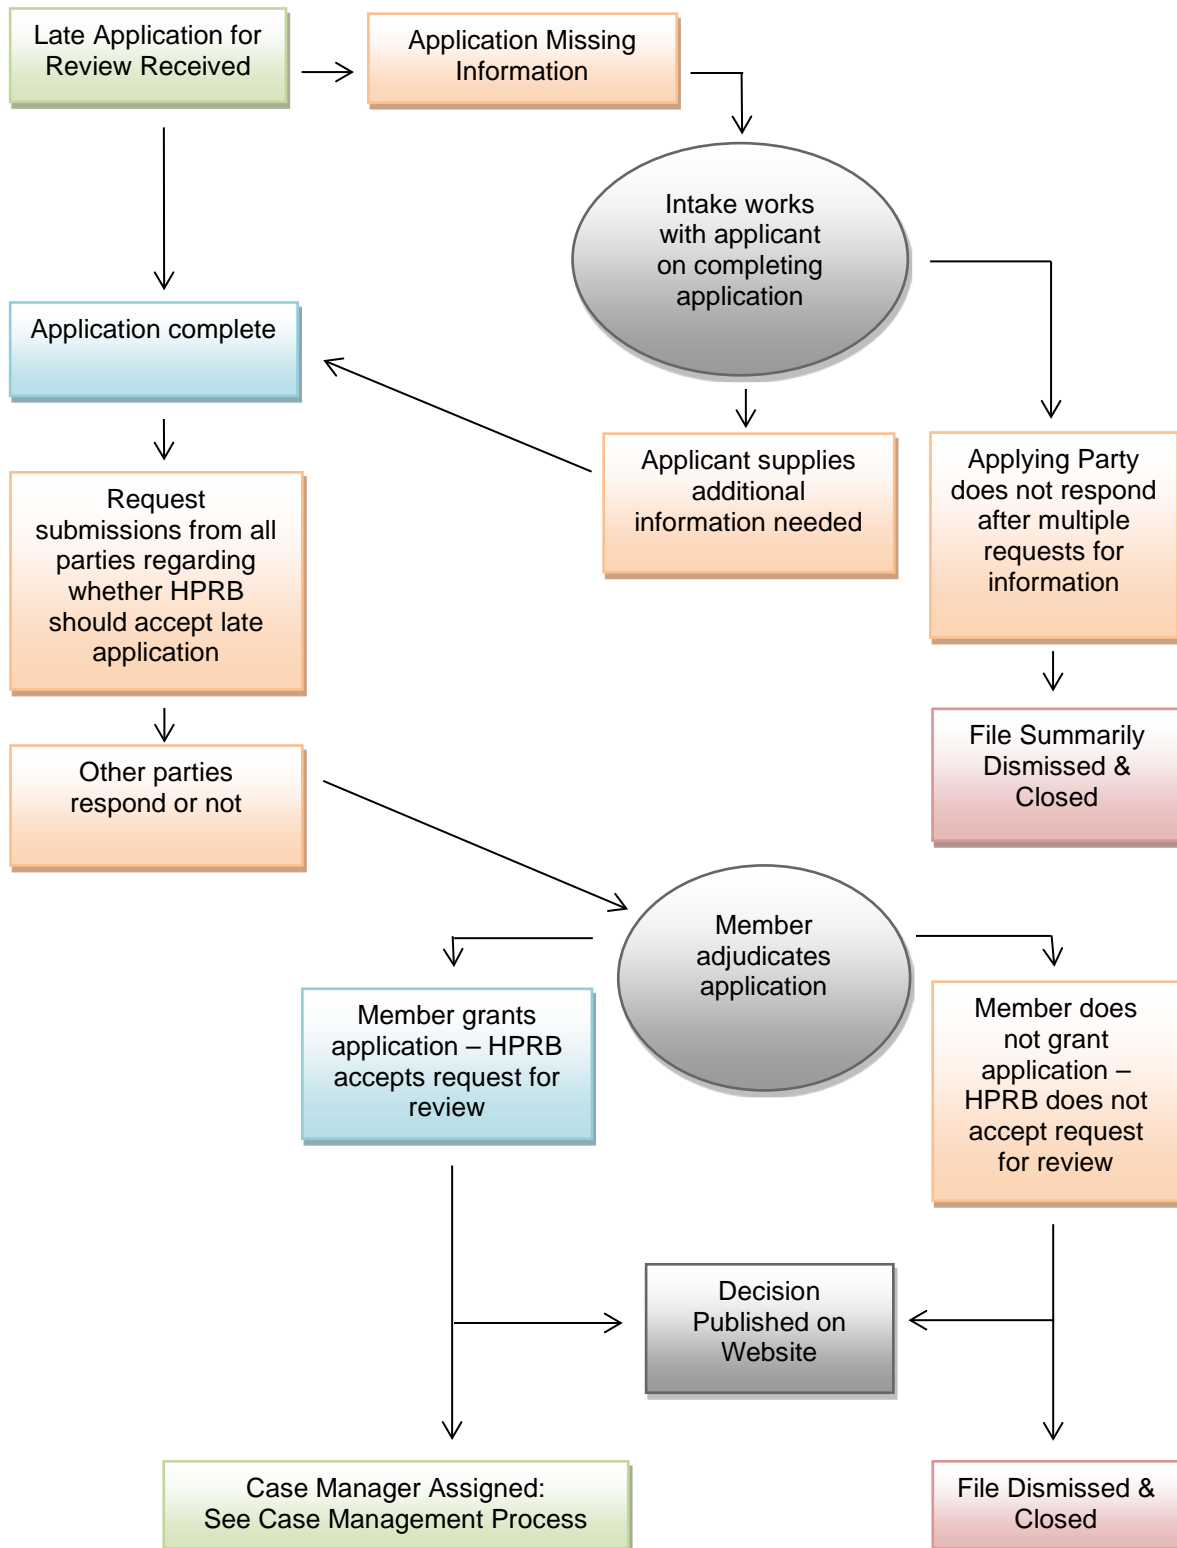 Late Application for
Review Received
Application Missing
Information
Intake works
with applicant
on completing
application
Application complete
Applicant supplies
additional
information needed
Applying Party
does not respond
after multiple
requests for
information
Request
submissions from all
parties regarding
whether HPRB
should accept late
application
File Summarily
Dismissed &
Closed
Other parties
respond or not
Member
adjudicates
application
Member grants
application – HPRB
accepts request for
review
Member does
not grant
application –
HPRB does not
accept request
for review
Decision
Published on
Website
Case Manager Assigned:
See Case Management Process
File Dismissed &
Closed